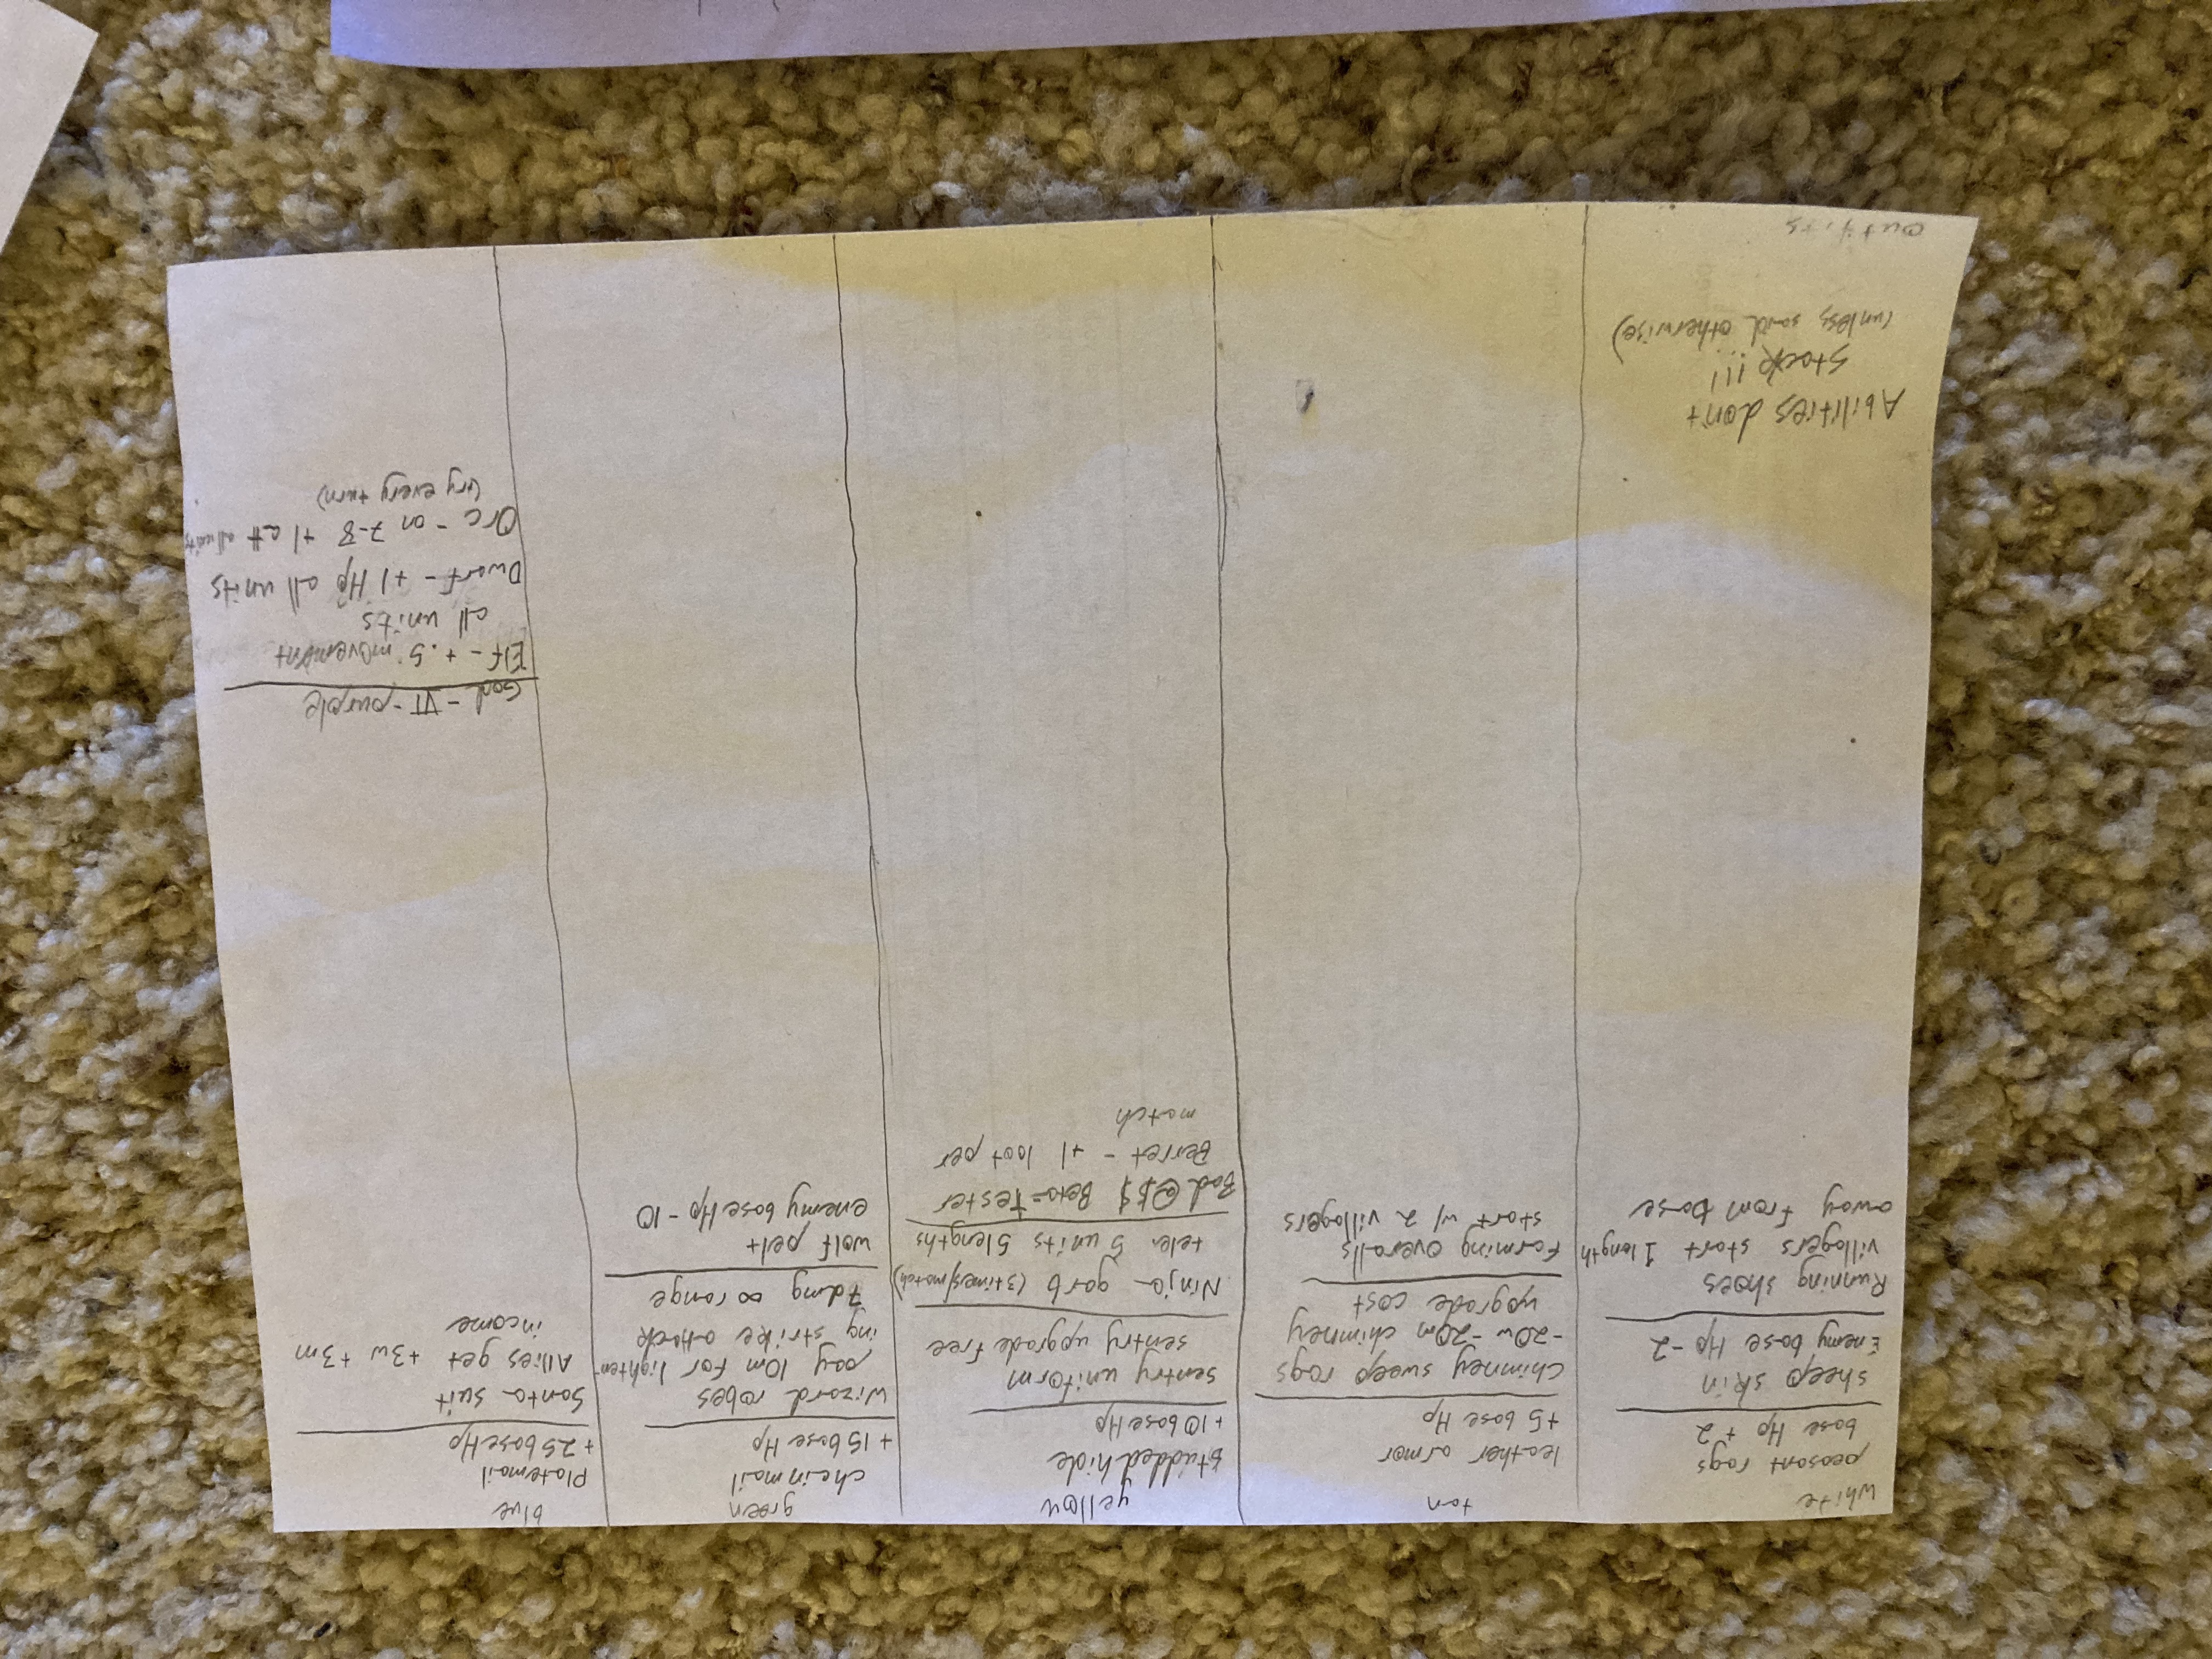 white
peasant rags
base Hp + 2
sheep skin
Enemy base Hp -2
Running shoes
villagers start 1 length
away from base
Abilities don't
Stack!!!
(unless said otherwise)
outfits
tan
leather armor
+5 base Hp
Chimney sweep rags
-20w -20m chimney
upgrade cost
Farming overalls
start w/ 2 villagers
yellow
studded hide
+10 base Hp
sentry uniform
sentry upgrade free
Ninja garb (3 times/match)
tele 5 units 5 lengths
Bad @$$ Beta-Tester
Berret - +1 loot per
match
green
chein mail
+15 base Hp
Wizard robes
pay 10m for lighten-
ing strike attack
7 dmg ∞ range
wolf pelt
enemy base Hp -10
blue
Platemail
+25 base Hp
Santa suit
Allies get +3w +3m
income
God - VI - purple
Elf - +.5 movement
all units
Dwarf - +1 Hp all units
Orc - on 7-8 +1 att all units
(try every turn)